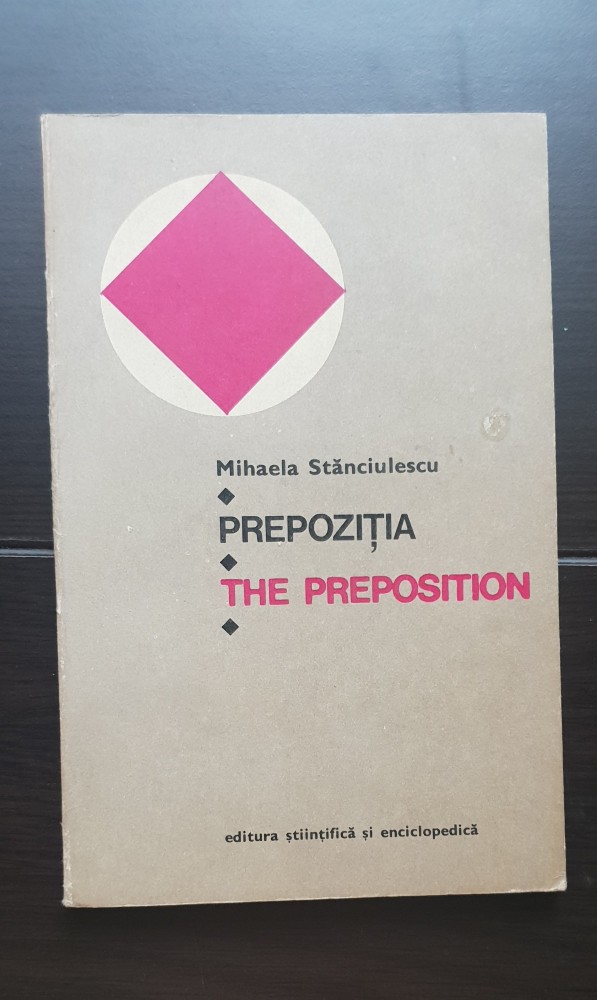 Mihaela Stănciulescu
PREPOZIȚIA
THE PREPOSITION
editura științifică și enciclopedică